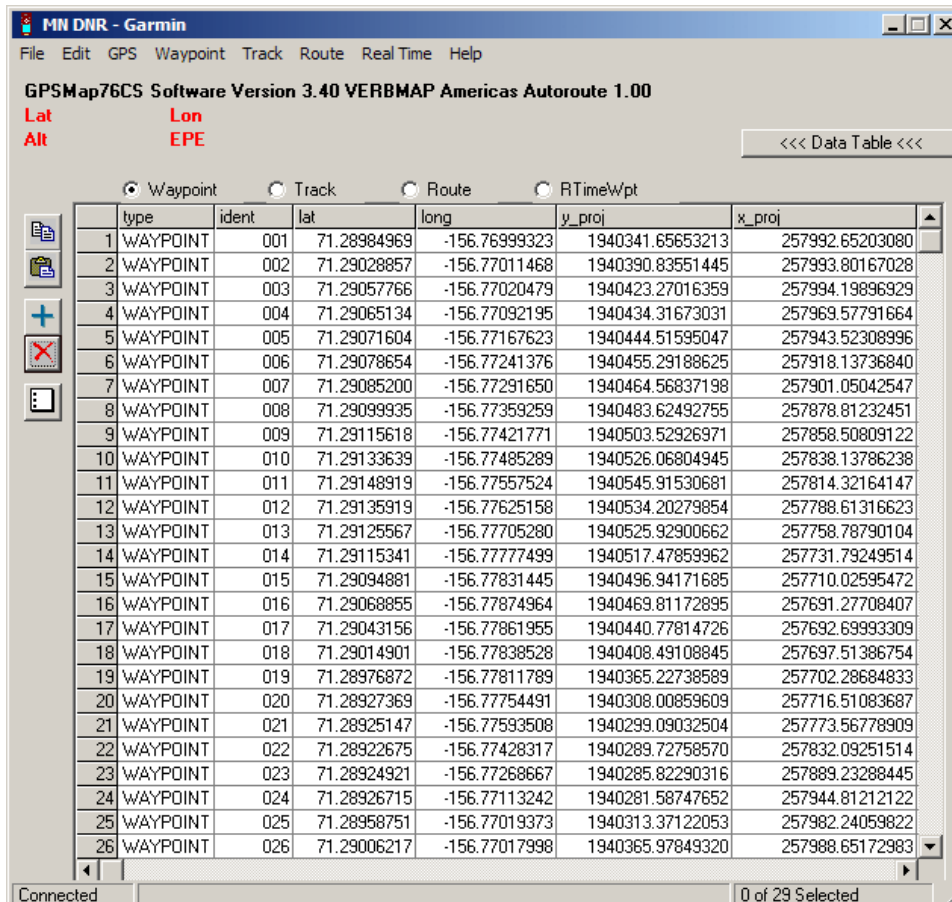 MN DNR - Garmin
File Edit GPS Waypoint Track Route Real Time Help
GPSMap76CS Software Version 3.40 VERBMAP Americas Autoroute 1.00
Lat Lon
Alt EPE
<<< Data Table <<<
Waypoint Track Route RTimeWpt
type ident lat long y_proj x_proj
1 WAYPOINT 001 71.28984969 -156.76999323 1940341.65653213 257992.65203080
2 WAYPOINT 002 71.29028857 -156.77011468 1940390.83551445 257993.80167028
3 WAYPOINT 003 71.29057766 -156.77020479 1940423.27016359 257994.19896929
4 WAYPOINT 004 71.29065134 -156.77092195 1940434.31673031 257969.57791664
5 WAYPOINT 005 71.29071604 -156.77167623 1940444.51595047 257943.52308996
6 WAYPOINT 006 71.29078654 -156.77241376 1940455.29188625 257918.13736840
7 WAYPOINT 007 71.29085200 -156.77291650 1940464.56837198 257901.05042547
8 WAYPOINT 008 71.29099935 -156.77359259 1940483.62492755 257878.81232451
9 WAYPOINT 009 71.29115618 -156.77421771 1940503.52926971 257858.50809122
10 WAYPOINT 010 71.29133639 -156.77485289 1940526.06804945 257838.13786238
11 WAYPOINT 011 71.29148919 -156.77557524 1940545.91530681 257814.32164147
12 WAYPOINT 012 71.29135919 -156.77625158 1940534.20279854 257788.61316623
13 WAYPOINT 013 71.29125567 -156.77705280 1940525.92900662 257758.78790104
14 WAYPOINT 014 71.29115341 -156.77777499 1940517.47859962 257731.79249514
15 WAYPOINT 015 71.29094881 -156.77831445 1940496.94171685 257710.02595472
16 WAYPOINT 016 71.29068855 -156.77874964 1940469.81172895 257691.27708407
17 WAYPOINT 017 71.29043156 -156.77861955 1940440.77814726 257692.69993309
18 WAYPOINT 018 71.29014901 -156.77838528 1940408.49108845 257697.51386754
19 WAYPOINT 019 71.28976872 -156.77811789 1940365.22738589 257702.28684833
20 WAYPOINT 020 71.28927369 -156.77754491 1940308.00859609 257716.51083687
21 WAYPOINT 021 71.28925147 -156.77593508 1940299.09032504 257773.56778909
22 WAYPOINT 022 71.28922675 -156.77428317 1940289.72758570 257832.09251514
23 WAYPOINT 023 71.28924921 -156.77268667 1940285.82290316 257889.23288445
24 WAYPOINT 024 71.28926715 -156.77113242 1940281.58747652 257944.81212122
25 WAYPOINT 025 71.28958751 -156.77019373 1940313.37122053 257982.24059822
26 WAYPOINT 026 71.29006217 -156.77017998 1940365.97849320 257988.65172983
Connected 0 of 29 Selected